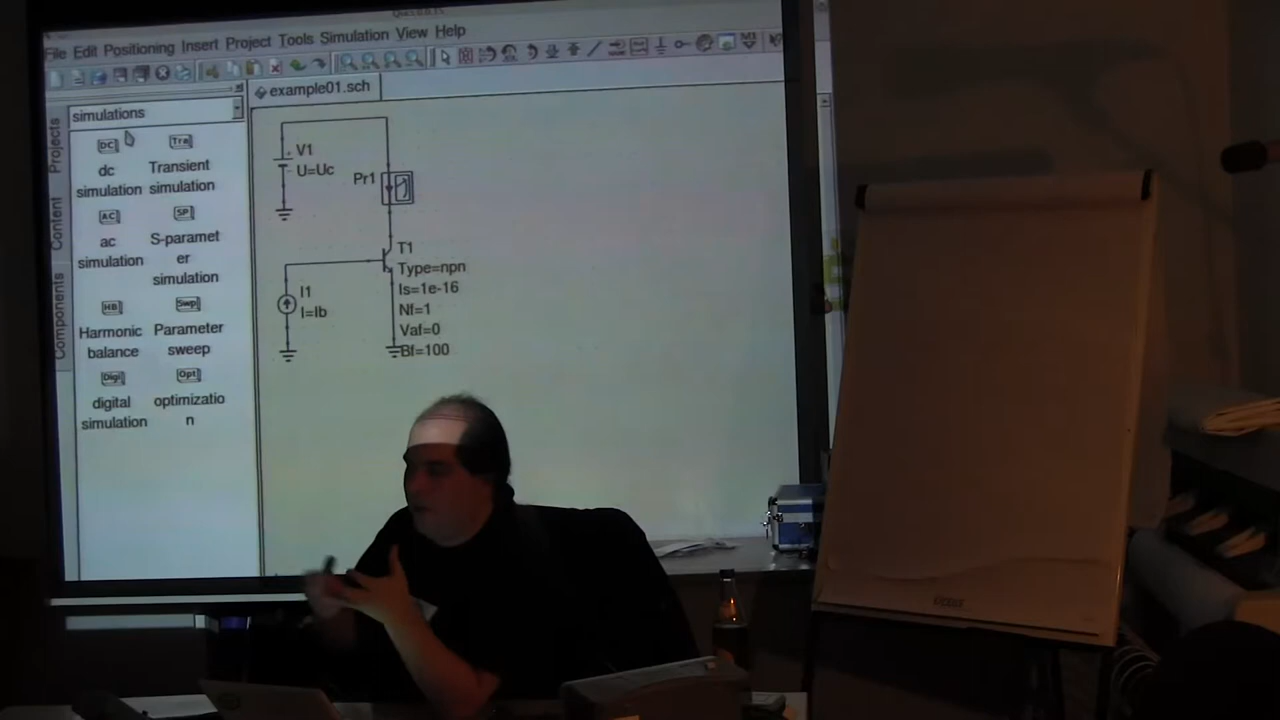 File Edit Positioning Insert Project Tools Simulation View Help
example01.sch
simulations
Projects
Content
Components
DC
dc
simulation
Tra
Transient
simulation
AC
ac
simulation
SP
S-paramet
er
simulation
HB
Harmonic
balance
Swp
Parameter
sweep
Digi
digital
simulation
Opt
optimizatio
n
V1
U=Uc
Pr1
T1
Type=npn
Is=1e-16
Nf=1
Vaf=0
Bf=100
I1
I=Ib